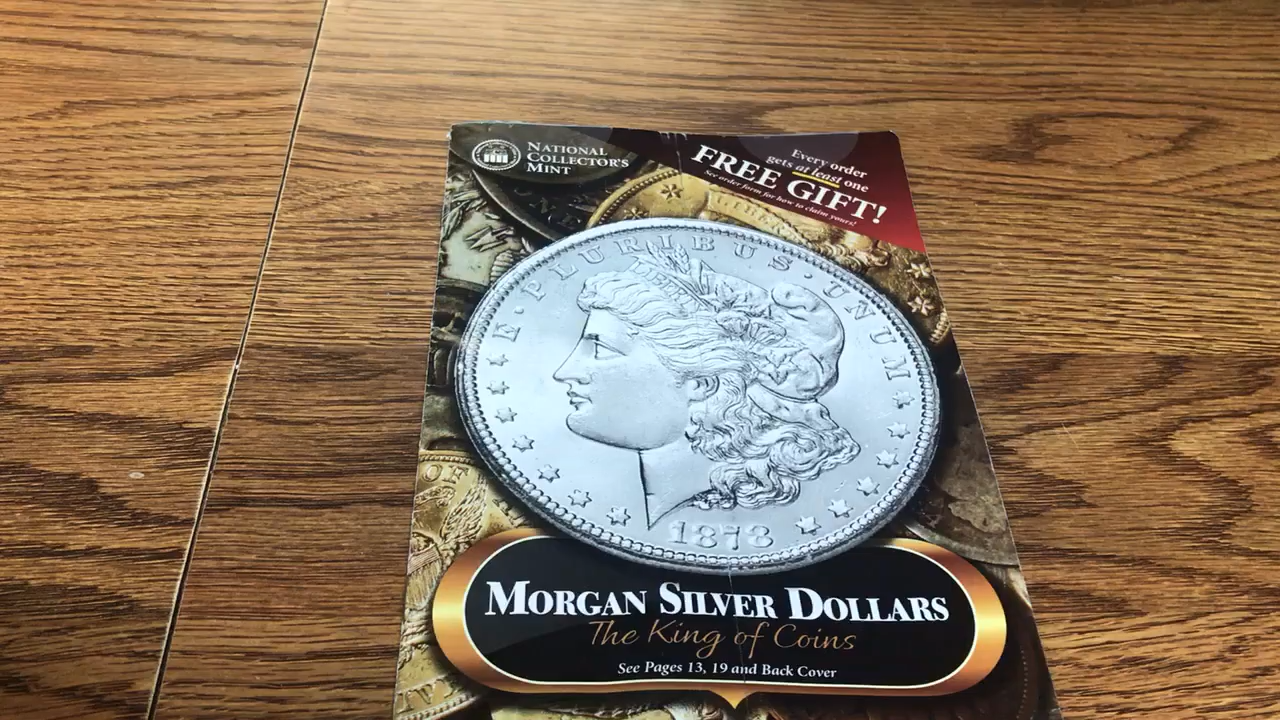 NATIONAL
COLLECTOR'S
MINT
Every order
gets at least one
FREE GIFT!
See order form for how to claim yours!
E·PLURIBUS·UNUM
1878
MORGAN SILVER DOLLARS
The King of Coins
See Pages 13, 19 and Back Cover
OF